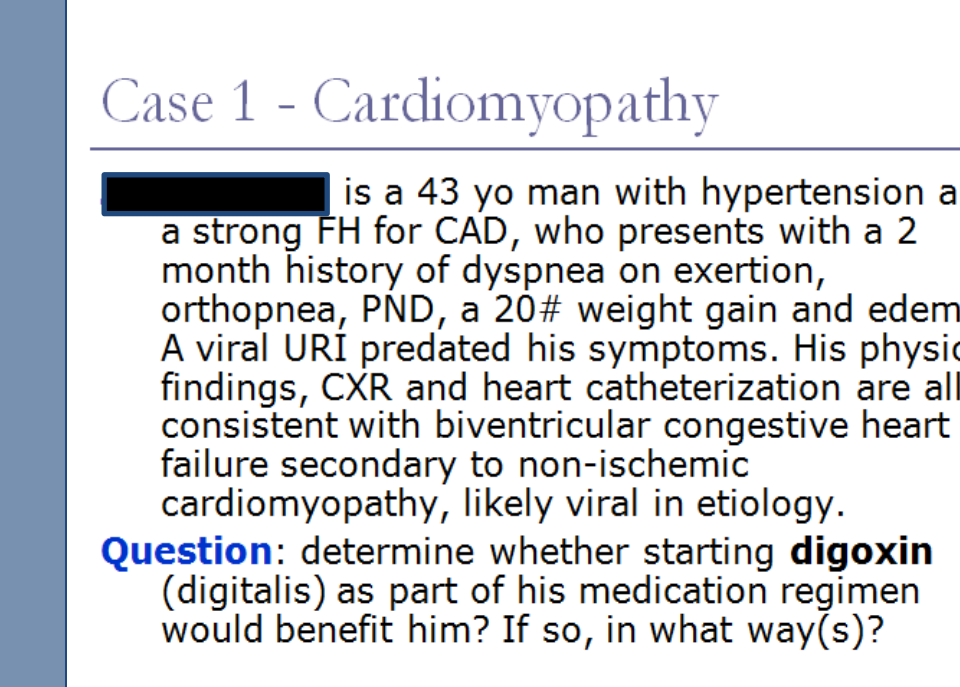 Case 1 - Cardiomyopathy
is a 43 yo man with hypertension a
a strong FH for CAD, who presents with a 2
month history of dyspnea on exertion,
orthopnea, PND, a 20# weight gain and edem
A viral URI predated his symptoms. His physic
findings, CXR and heart catheterization are all
consistent with biventricular congestive heart
failure secondary to non-ischemic
cardiomyopathy, likely viral in etiology.
Question: determine whether starting digoxin
(digitalis) as part of his medication regimen
would benefit him? If so, in what way(s)?